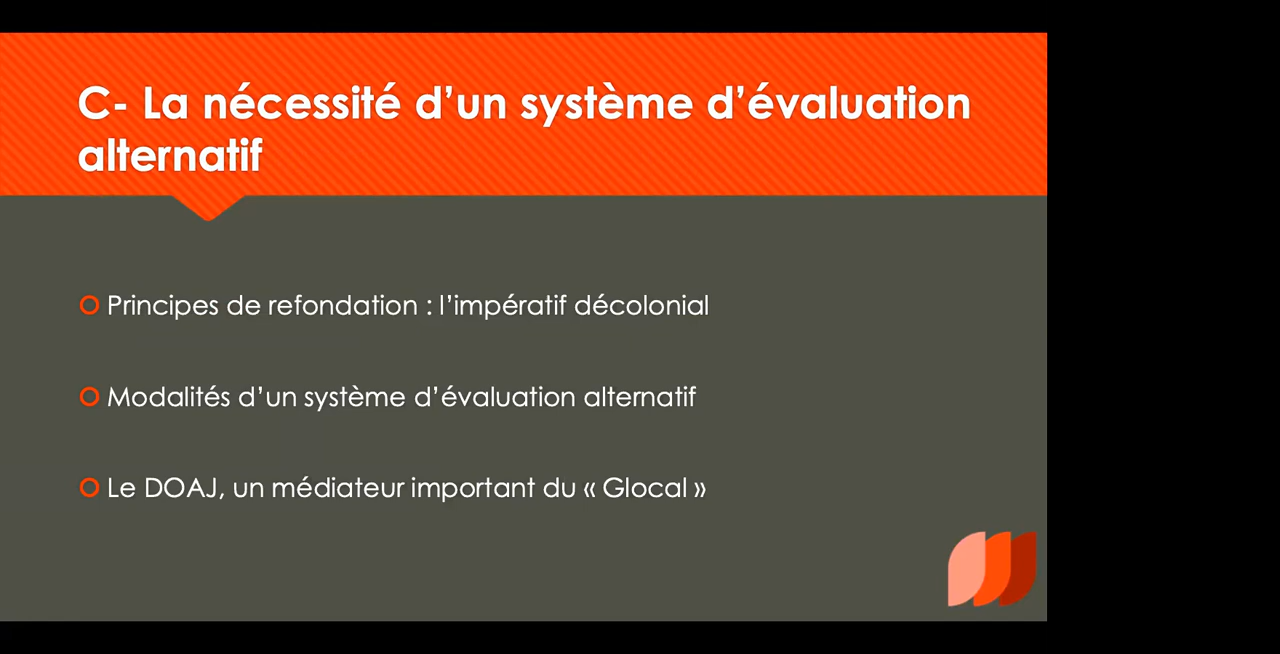 C- La nécessité d’un système d’évaluation
alternatif
Principes de refondation : l’impératif décolonial
Modalités d’un système d’évaluation alternatif
Le DOAJ, un médiateur important du « Glocal »